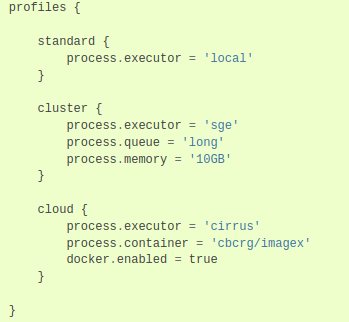 profiles {
standard {
process.executor = 'local'
}
cluster {
process.executor = 'sge'
process.queue = 'long'
process.memory = '10GB'
}
cloud {
process.executor = 'cirrus'
process.container = 'cbcrg/imagex'
docker.enabled = true
}
}